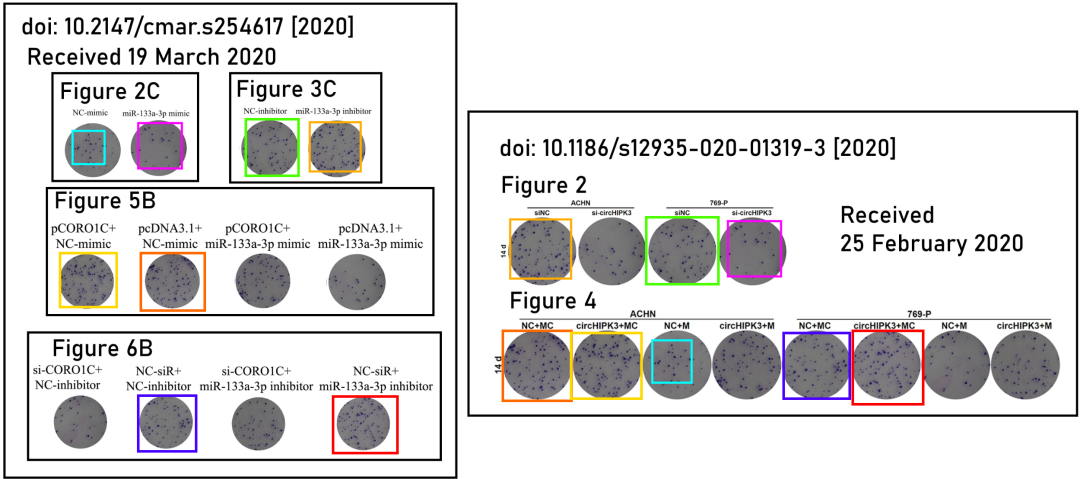 doi: 10.2147/cmar.s254617 [2020]
Received 19 March 2020
Figure 2C
NC-mimic miR-133a-3p mimic
Figure 3C
NC-inhibitor miR-133a-3p inhibitor
Figure 5B
pCORO1C+ pcDNA3.1+ pCORO1C+ pcDNA3.1+
NC-mimic NC-mimic miR-133a-3p mimic miR-133a-3p mimic
Figure 6B
si-CORO1C+ NC-siR+ si-CORO1C+ NC-siR+
NC-inhibitor NC-inhibitor miR-133a-3p inhibitor miR-133a-3p inhibitor
doi: 10.1186/s12935-020-01319-3 [2020]
Figure 2
ACHN 769-P
siNC si-circHIPK3 siNC si-circHIPK3
14 d
Received
25 February 2020
Figure 4
ACHN 769-P
NC+MC circHIPK3+MC NC+M circHIPK3+M NC+MC circHIPK3+MC NC+M circHIPK3+M
14 d